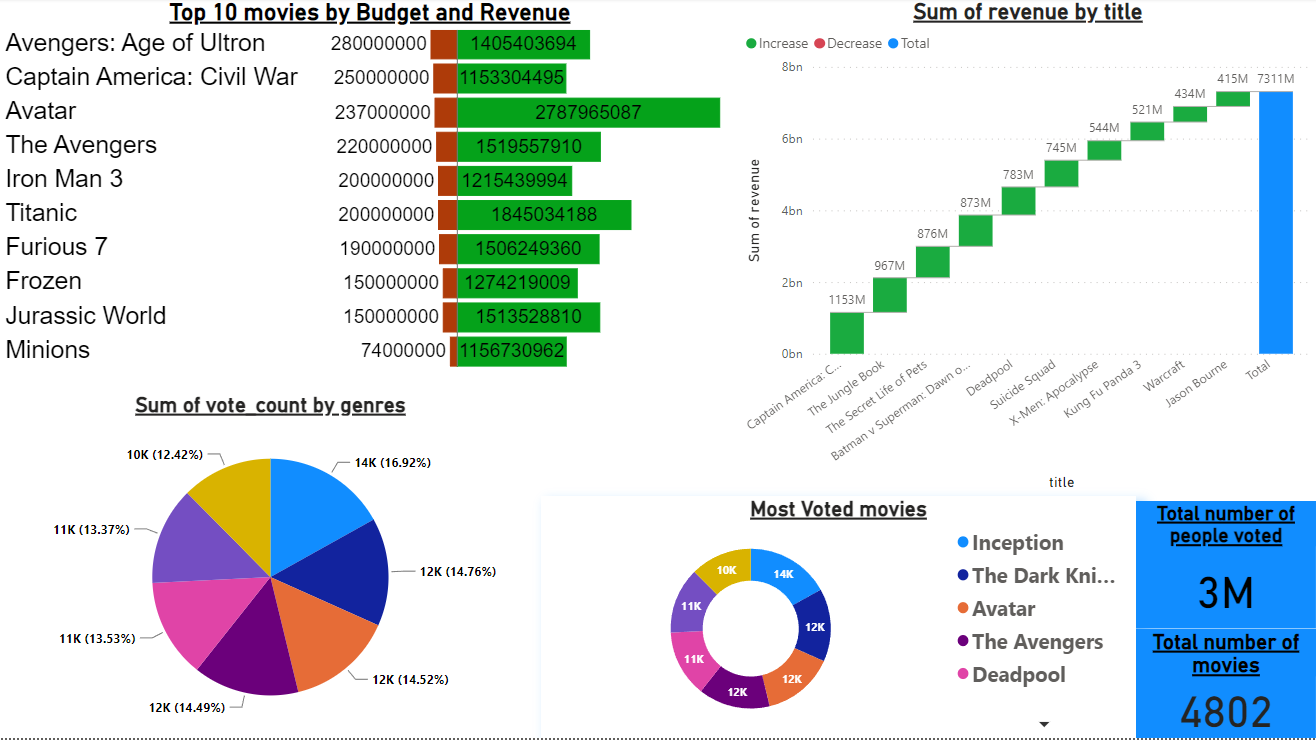 Top 10 movies by Budget and Revenue
Avengers: Age of Ultron 280000000 1405403694
Captain America: Civil War 250000000 1153304495
Avatar 237000000 2787965087
The Avengers 220000000 1519557910
Iron Man 3 200000000 1215439994
Titanic 200000000 1845034188
Furious 7 190000000 1506249360
Frozen 150000000 1274219009
Jurassic World 150000000 1513528810
Minions 74000000 1156730962
Sum of revenue by title
Increase Decrease Total
Sum of revenue
8bn
6bn
4bn
2bn
0bn
1153M
967M
876M
873M
783M
745M
544M
521M
434M
415M
7311M
Captain America: C...
The Jungle Book
The Secret Life of Pets
Batman v Superman: Dawn o...
Deadpool
Suicide Squad
X-Men: Apocalypse
Kung Fu Panda 3
Warcraft
Jason Bourne
Total
title
Sum of vote_count by genres
14K (16.92%)
12K (14.76%)
12K (14.52%)
12K (14.49%)
11K (13.53%)
11K (13.37%)
10K (12.42%)
Most Voted movies
14K
12K
12K
12K
11K
11K
10K
Inception
The Dark Kni...
Avatar
The Avengers
Deadpool
Total number of
people voted
3M
Total number of
movies
4802